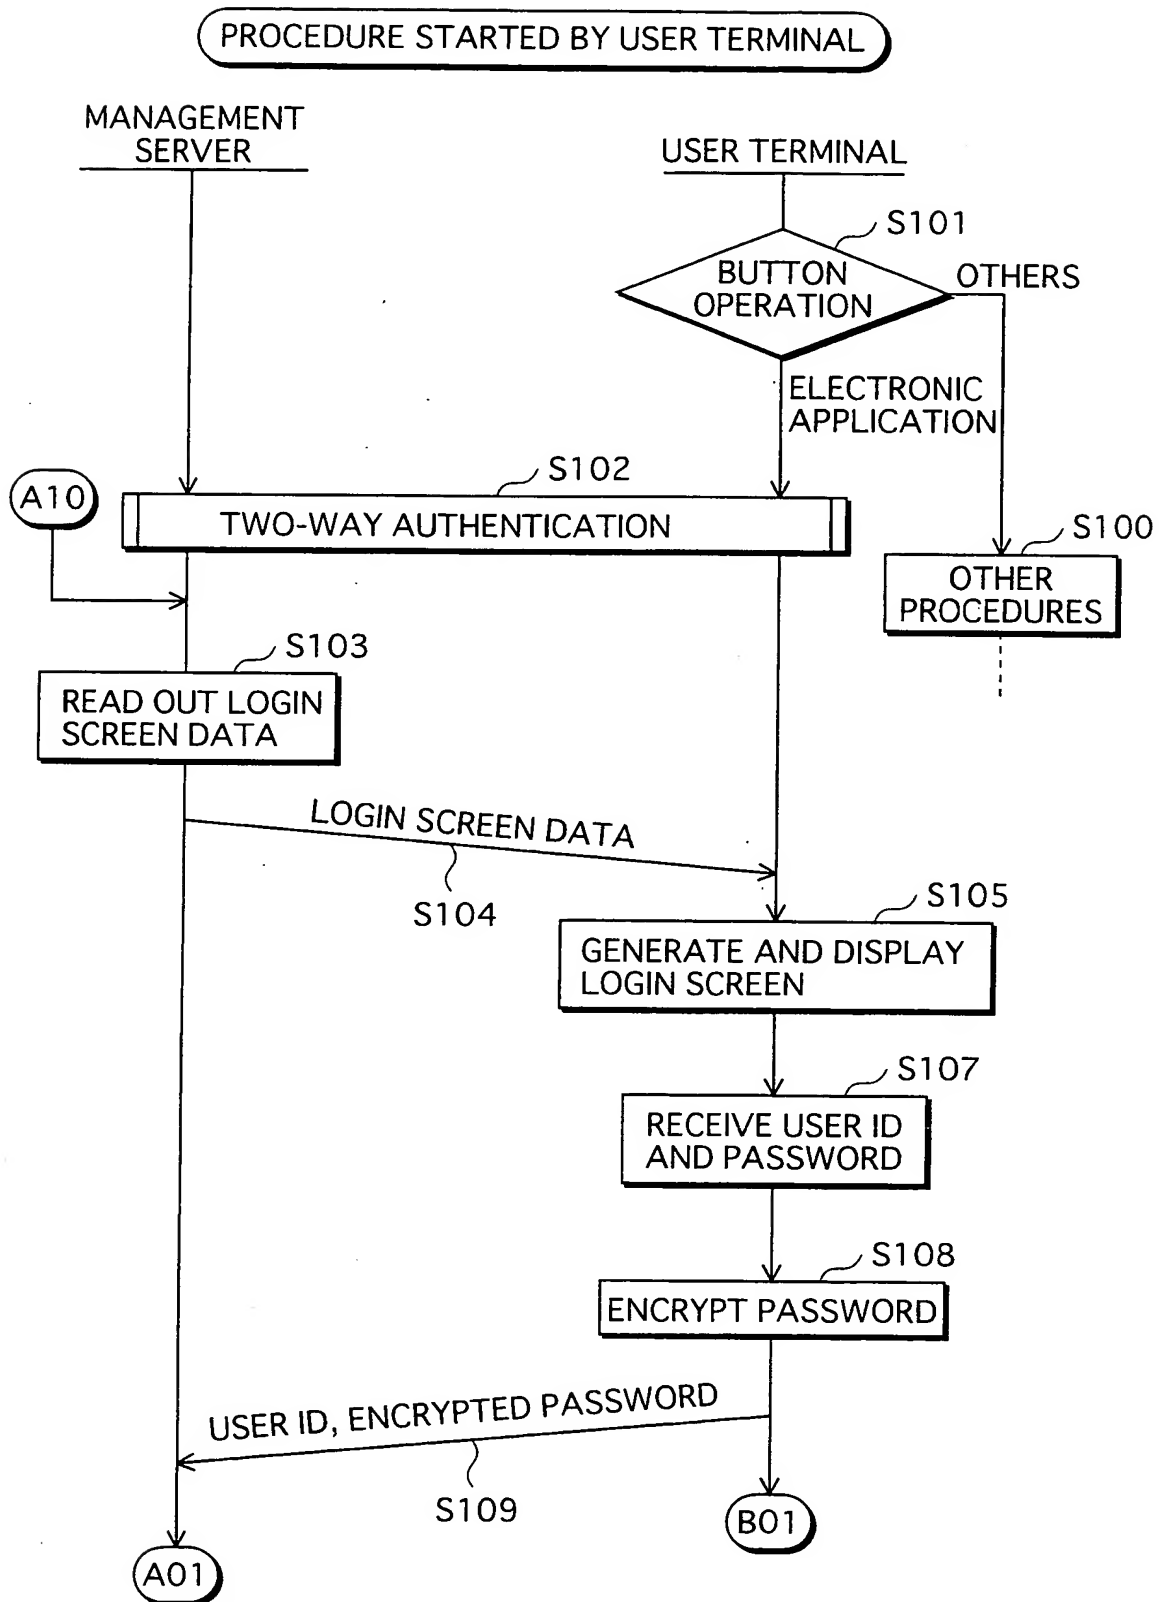 PROCEDURE STARTED BY USER TERMINAL
MANAGEMENT
SERVER
USER TERMINAL
S101
BUTTON
OPERATION
OTHERS
ELECTRONIC
APPLICATION
S102
A10
TWO-WAY AUTHENTICATION
S100
OTHER
PROCEDURES
S103
READ OUT LOGIN
SCREEN DATA
LOGIN SCREEN DATA
S104
S105
GENERATE AND DISPLAY
LOGIN SCREEN
S107
RECEIVE USER ID
AND PASSWORD
S108
ENCRYPT PASSWORD
USER ID, ENCRYPTED PASSWORD
S109
B01
A01